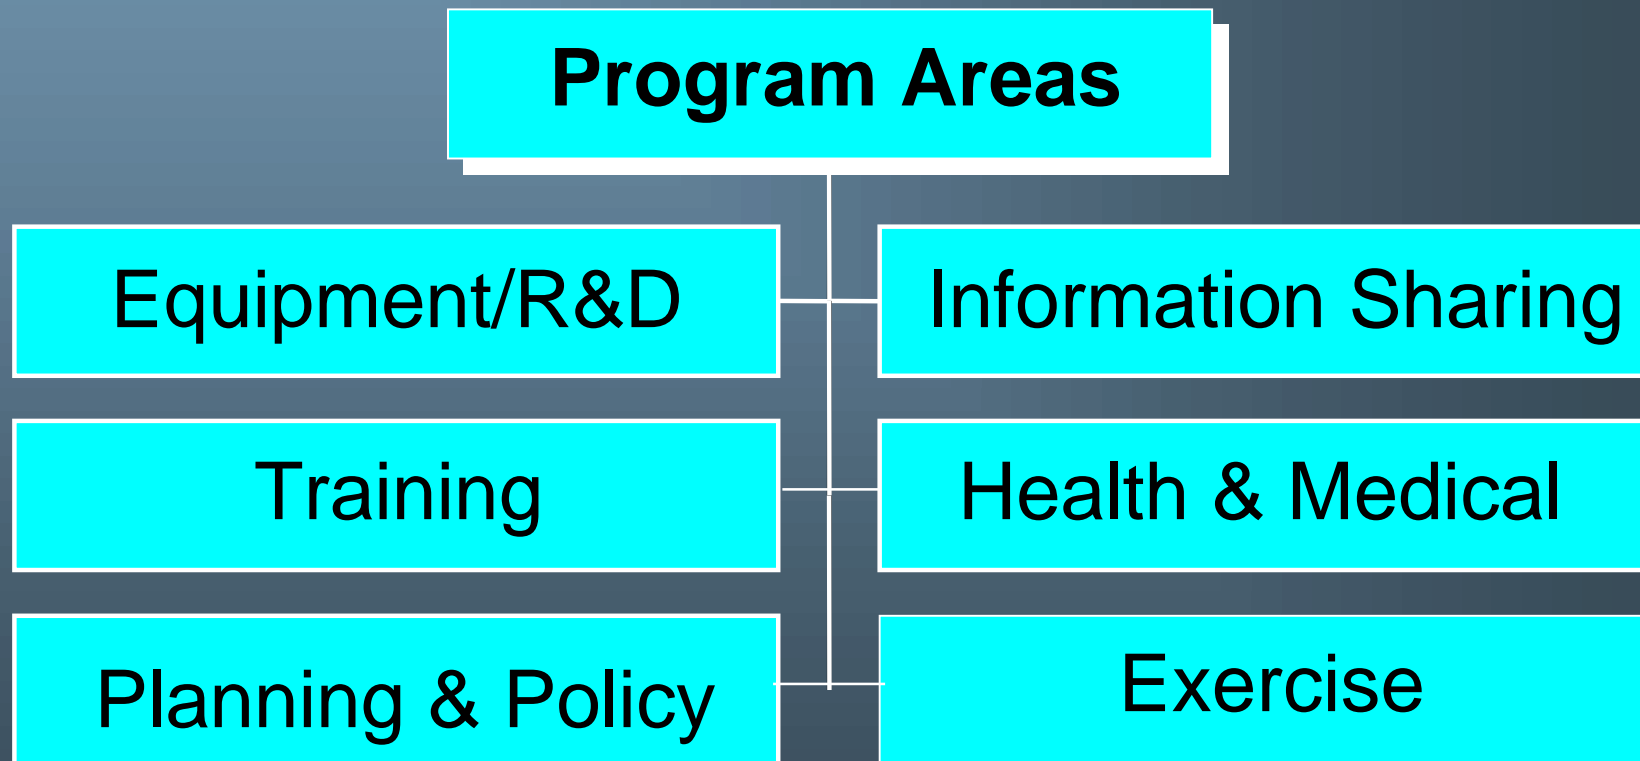 Program Areas
Equipment/R&D
Information Sharing
Training
Health & Medical
Planning & Policy
Exercise